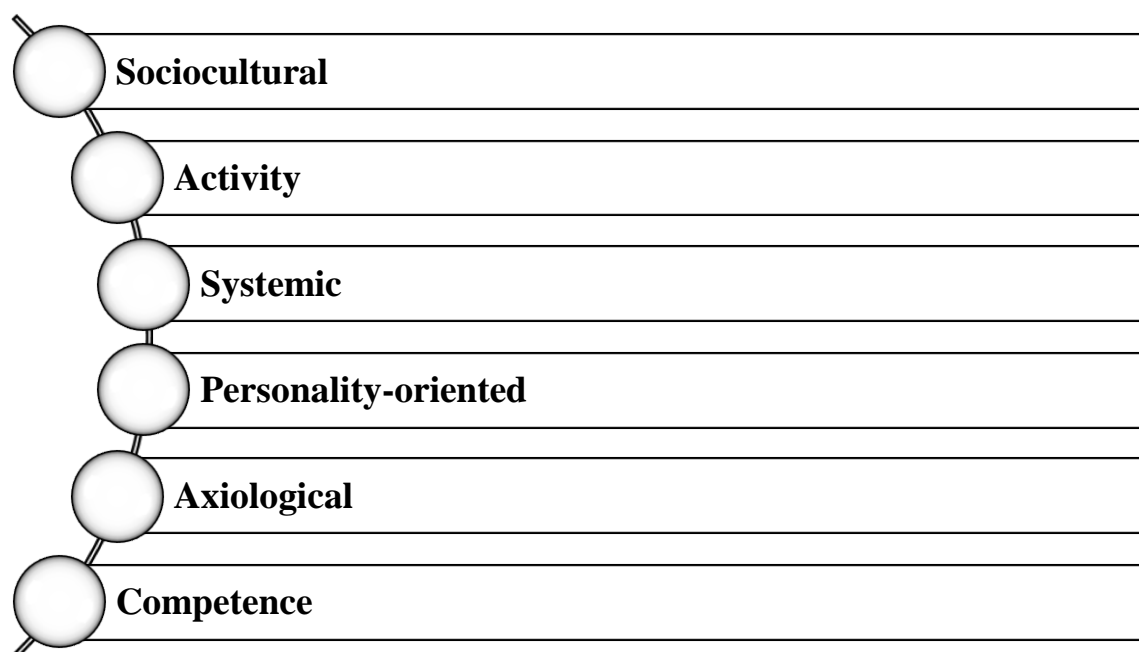 Sociocultural
Activity
Systemic
Personality-oriented
Axiological
Competence